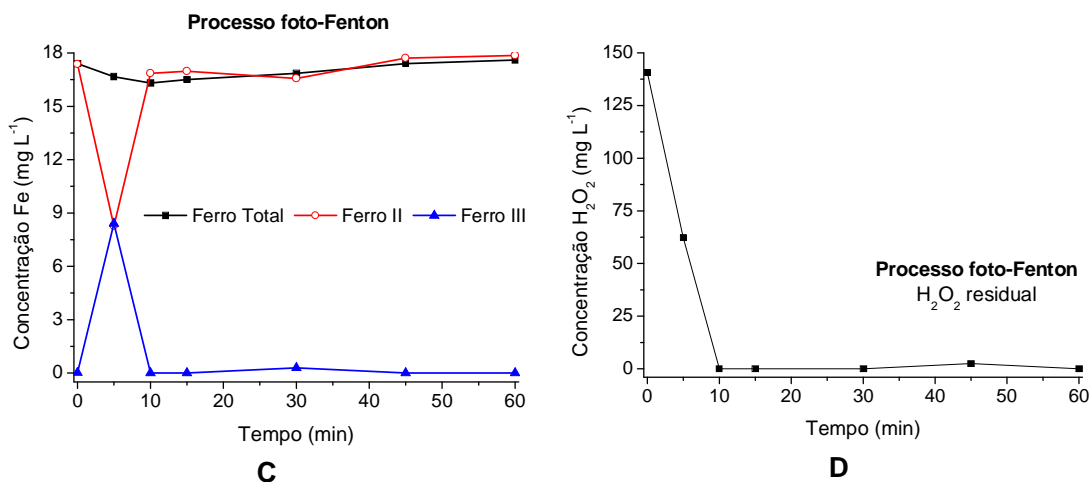 Processo foto-Fenton
Concentração Fe (mg L⁻¹)
18
15
12
9
6
3
0
Ferro Total
Ferro II
Ferro III
0 10 20 30 40 50 60
Tempo (min)
C
Concentração H₂O₂ (mg L⁻¹)
150
125
100
75
50
25
0
Processo foto-Fenton
H₂O₂ residual
0 10 20 30 40 50 60
Tempo (min)
D